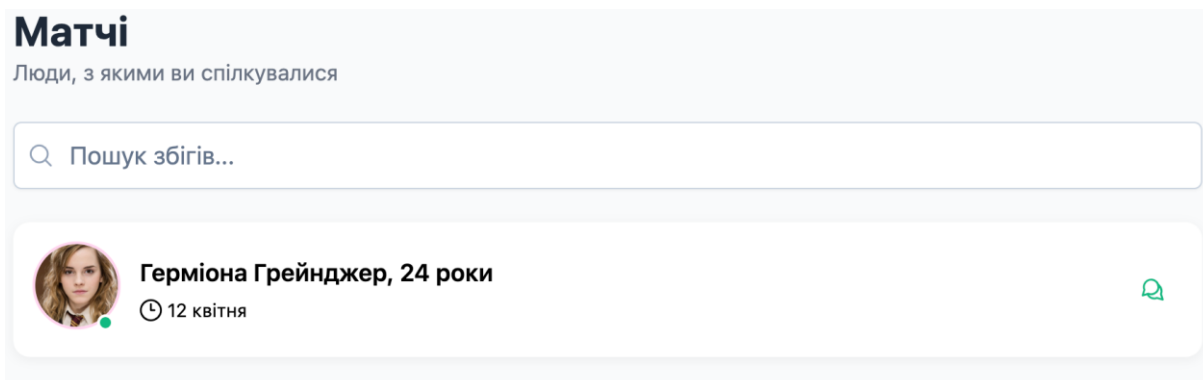 Матчі
Люди, з якими ви спілкувалися
Пошук збігів...
Герміона Грейнджер, 24 роки
12 квітня